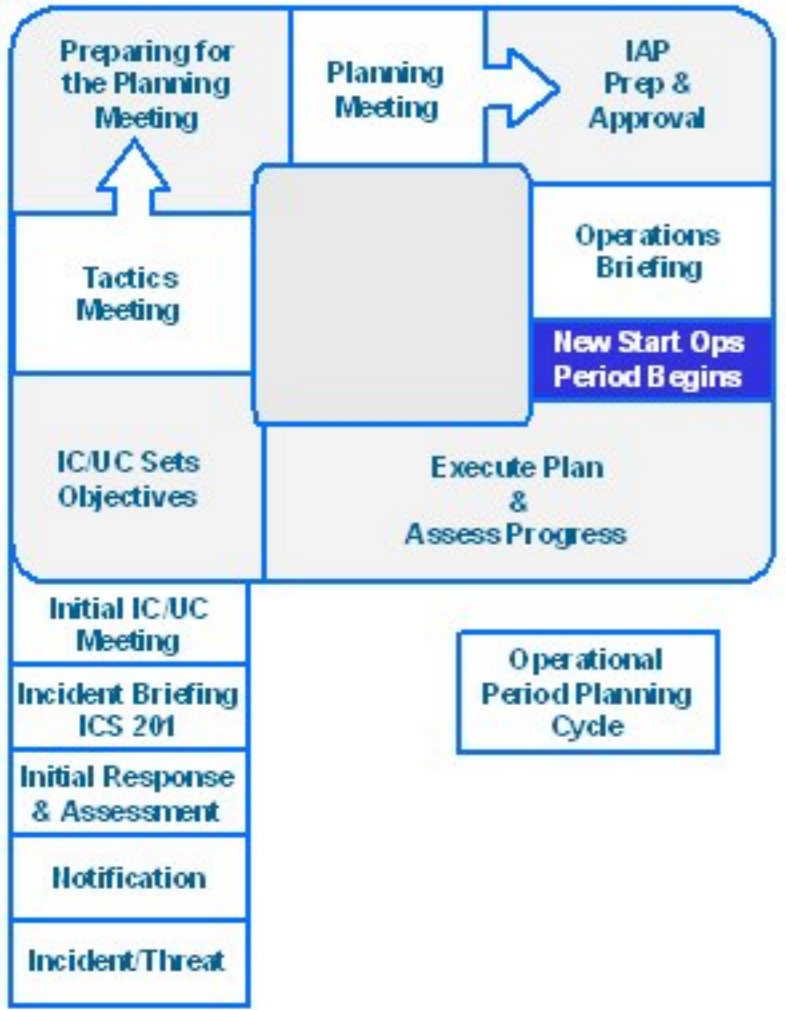 Preparing for
the Planning
Meeting
Planning
Meeting
IAP
Prep &
Approval
Tactics
Meeting
Operations
Briefing
New Start Ops
Period Begins
IC/UC Sets
Objectives
Execute Plan
&
Assess Progress
Initial IC/UC
Meeting
Incident Briefing
ICS 201
Initial Response
& Assessment
Notification
Incident/Threat
Operational
Period Planning
Cycle